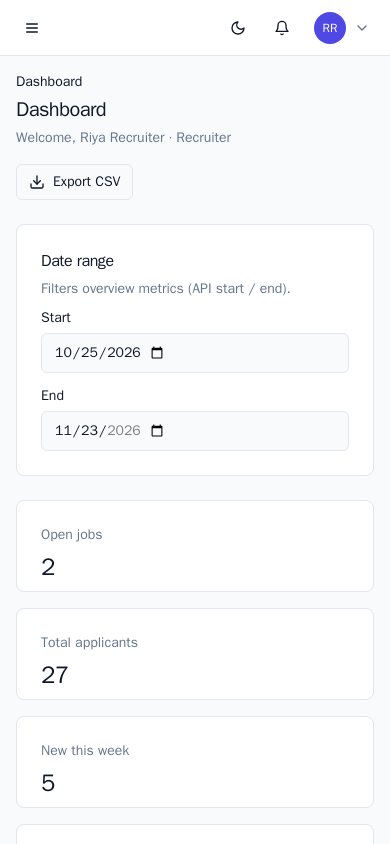 RR
Dashboard
Dashboard
Welcome, Riya Recruiter · Recruiter
Export CSV
Date range
Filters overview metrics (API start / end).
Start
10/25/2026
End
11/23/2026
Open jobs
2
Total applicants
27
New this week
5